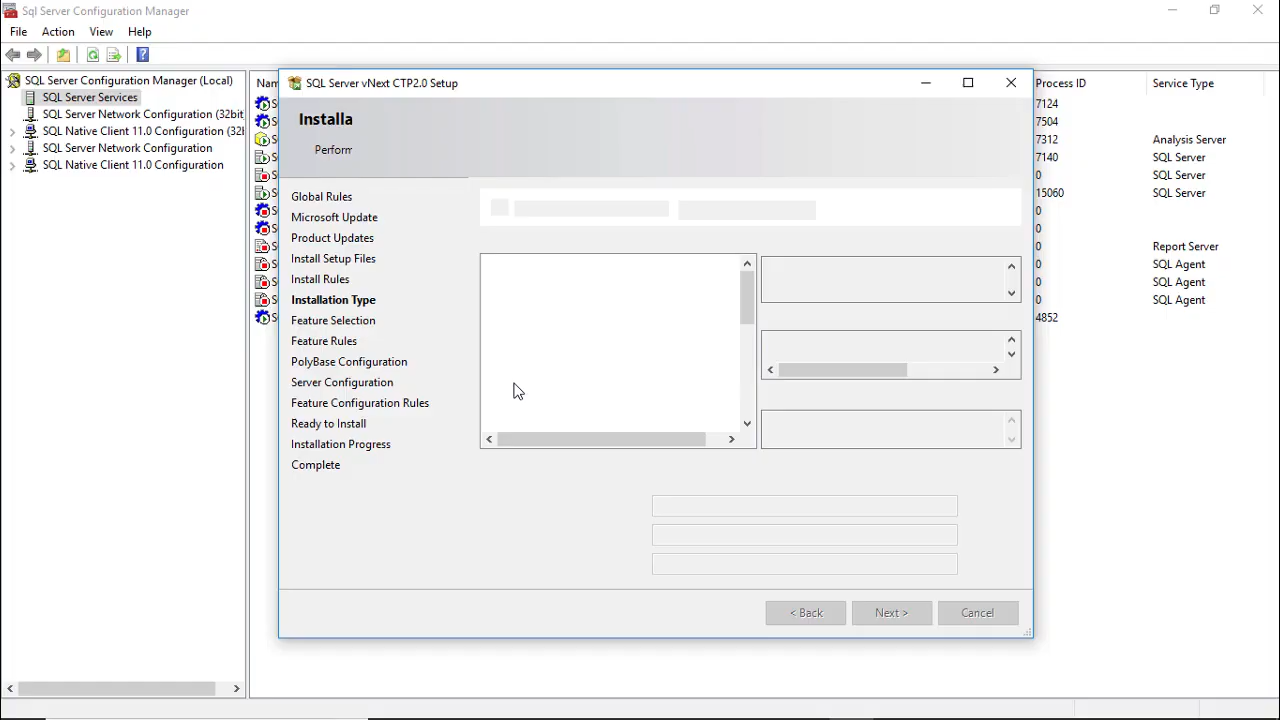 Sql Server Configuration Manager
File Action View Help
SQL Server Configuration Manager (Local)
SQL Server Services
SQL Server Network Configuration (32bit
SQL Native Client 11.0 Configuration (32b
SQL Server Network Configuration
SQL Native Client 11.0 Configuration
Nam
Process ID
Service Type
7124
7504
7312 Analysis Server
7140 SQL Server
0 SQL Server
15060 SQL Server
0
0
0 Report Server
0 SQL Agent
0 SQL Agent
0 SQL Agent
4852
SQL Server vNext CTP2.0 Setup
Installa
Perform
Global Rules
Microsoft Update
Product Updates
Install Setup Files
Install Rules
Installation Type
Feature Selection
Feature Rules
PolyBase Configuration
Server Configuration
Feature Configuration Rules
Ready to Install
Installation Progress
Complete
< Back
Next >
Cancel